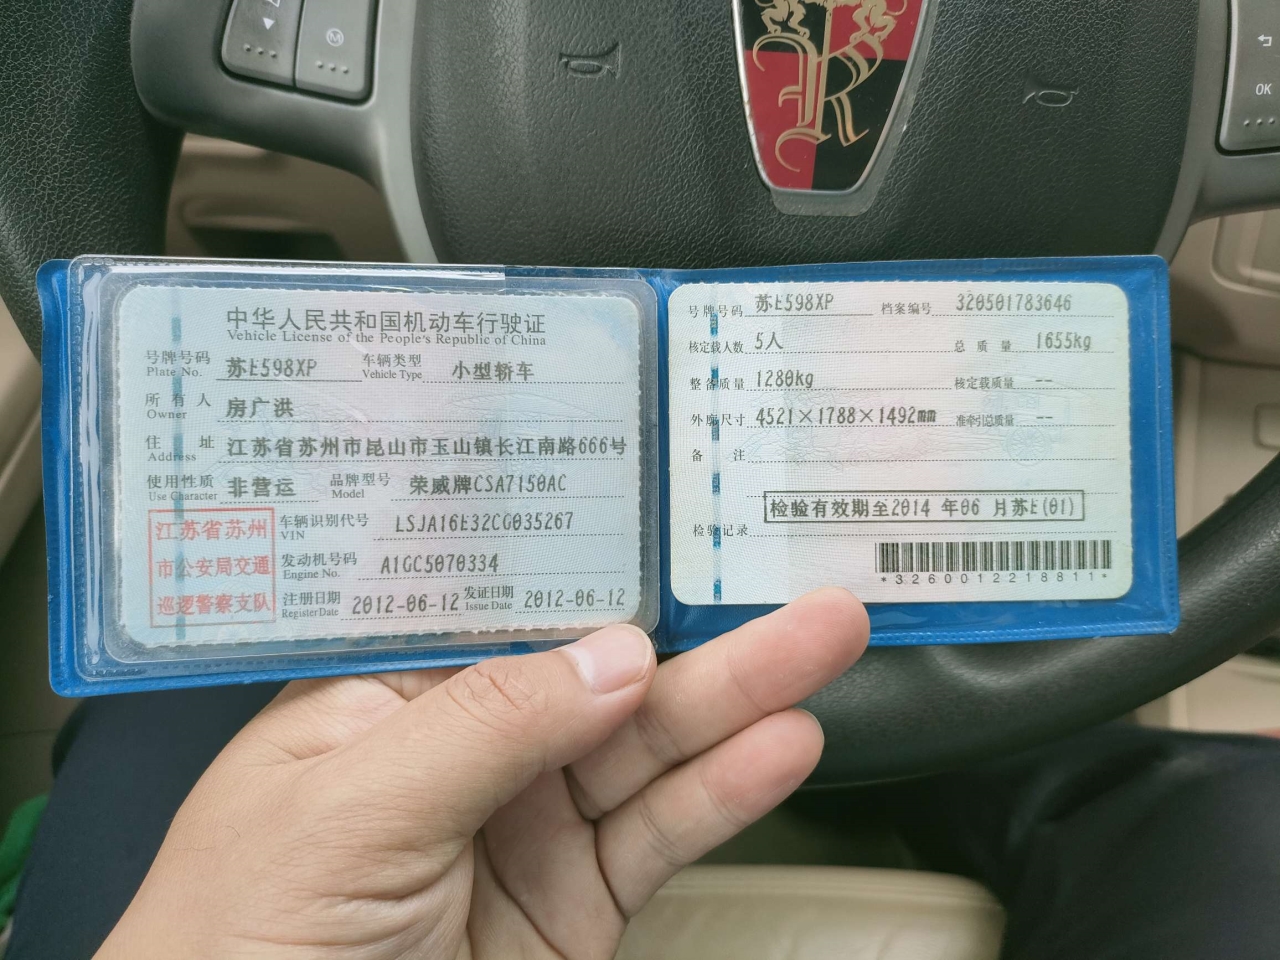 OK
中华人民共和国机动车行驶证
Vehicle License of the People's Republic of China
号牌号码 苏E598XP 车辆类型 小型轿车
Plate No. Vehicle Type
所有人 房广洪
Owner
住址 江苏省苏州市昆山市玉山镇长江南路666号
Address
使用性质 非营运 品牌型号 荣威牌CSA7150AC
Use Character Model
江苏省苏州
市公安局交通
巡逻警察支队
车辆识别代号 LSJA16E32CG035267
VIN
发动机号码 A1GC5070334
Engine No.
注册日期 2012-06-12 发证日期 2012-06-12
Register Date Issue Date
号牌号码 苏E598XP 档案编号 320501783646
核定载人数 5人 总质量 1655kg
整备质量 1280kg 核定载质量 --
外廓尺寸 4521×1788×1492mm 准牵引总质量 --
备注
检验有效期至2014 年06 月苏E(01)
检验记录
*3260012218811*